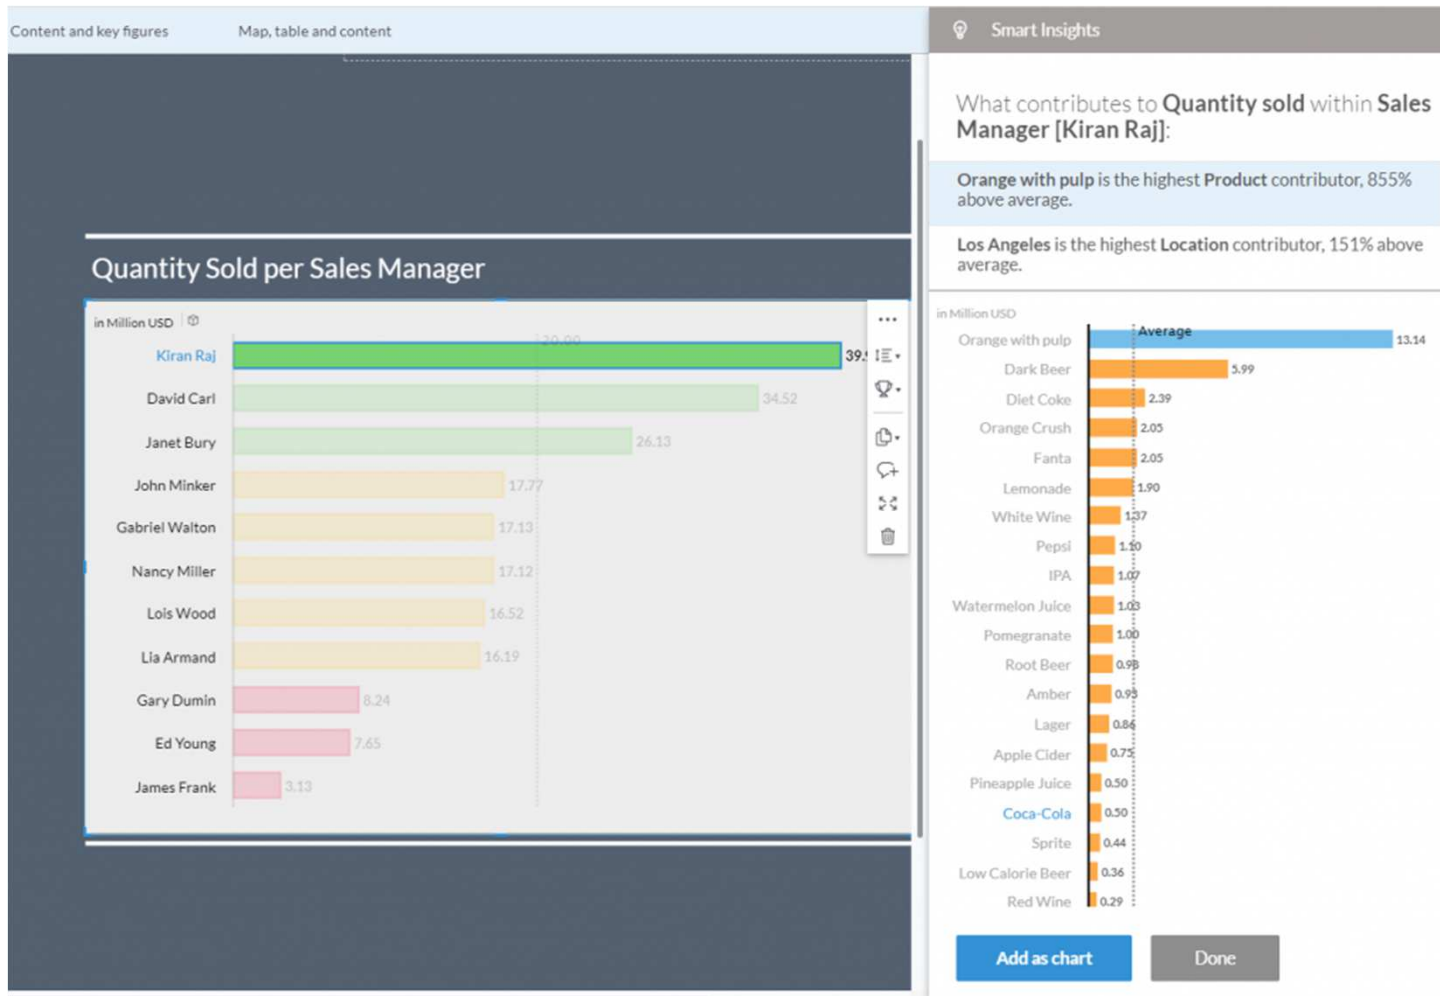 Content and key figures
Map, table and content
Smart Insights
What contributes to Quantity sold within Sales
Manager [Kiran Raj]:
Orange with pulp is the highest Product contributor, 855%
above average.
Los Angeles is the highest Location contributor, 151% above
average.
Quantity Sold per Sales Manager
in Million USD
20.00
Kiran Raj
David Carl 34.52
Janet Bury 26.13
John Minker 17.77
Gabriel Walton 17.13
Nancy Miller 17.12
Lois Wood 16.52
Lia Armand 16.19
Gary Dumin 8.24
Ed Young 7.65
James Frank 3.13
in Million USD
Average
Orange with pulp 13.14
Dark Beer 5.99
Diet Coke 2.39
Orange Crush 2.05
Fanta 2.05
Lemonade 1.90
White Wine 1.37
Pepsi 1.10
IPA 1.07
Watermelon Juice 1.03
Pomegranate 1.00
Root Beer
Amber
Lager 0.86
Apple Cider 0.75
Pineapple Juice 0.50
Coca-Cola 0.50
Sprite 0.44
Low Calorie Beer 0.36
Red Wine 0.29
Add as chart
Done